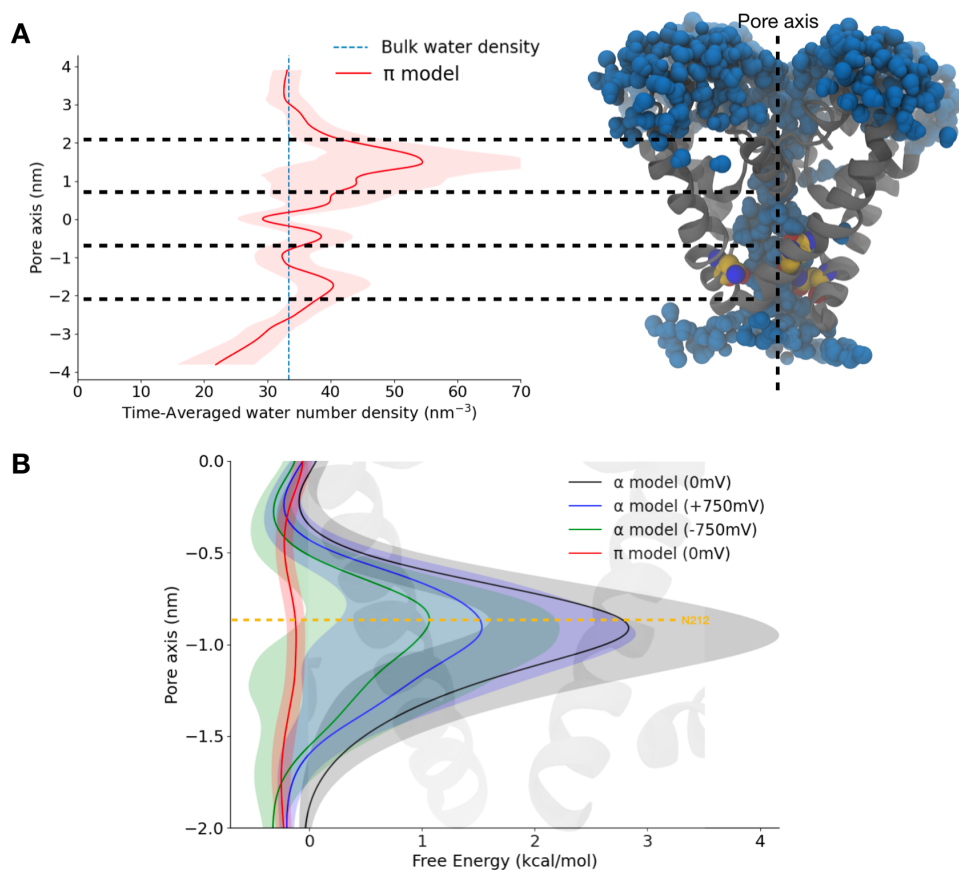 A
Pore axis
Bulk water density
π model
4
3
2
1
0
−1
−2
−3
−4
Pore axis (nm)
0 10 20 30 40 50 60 70
Time-Averaged water number density (nm⁻³)
B
0.0
−0.5
−1.0
−1.5
−2.0
Pore axis (nm)
α model (0mV)
α model (+750mV)
α model (-750mV)
π model (0mV)
N212
0 1 2 3 4
Free Energy (kcal/mol)